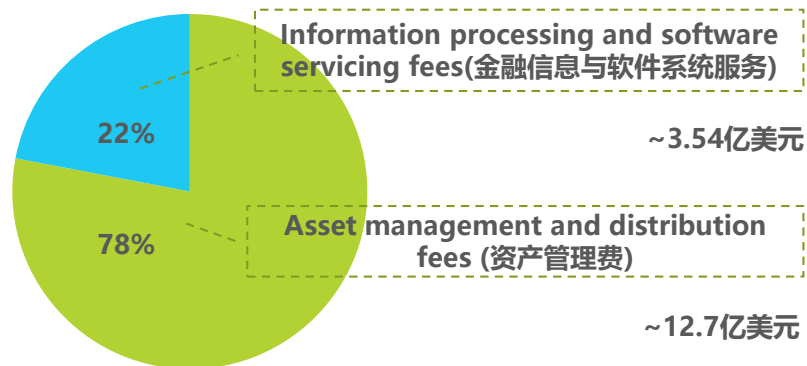 Information processing and software
servicing fees(金融信息与软件系统服务)
22%
~3.54亿美元
Asset management and distribution
fees (资产管理费)
78%
~12.7亿美元